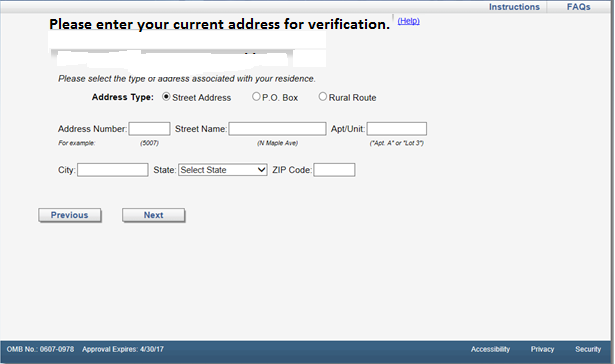 Instructions FAQs
Please enter your current address for verification. (Help)
Please select the type of address associated with your residence.
Address Type: Street Address P.O. Box Rural Route
Address Number: Street Name: Apt/Unit:
For example: (5007) (N Maple Ave) ("Apt. A" or "Lot 3")
City: State: Select State ZIP Code:
Previous Next
OMB No.: 0607-0978 Approval Expires: 4/30/17 Accessibility Privacy Security